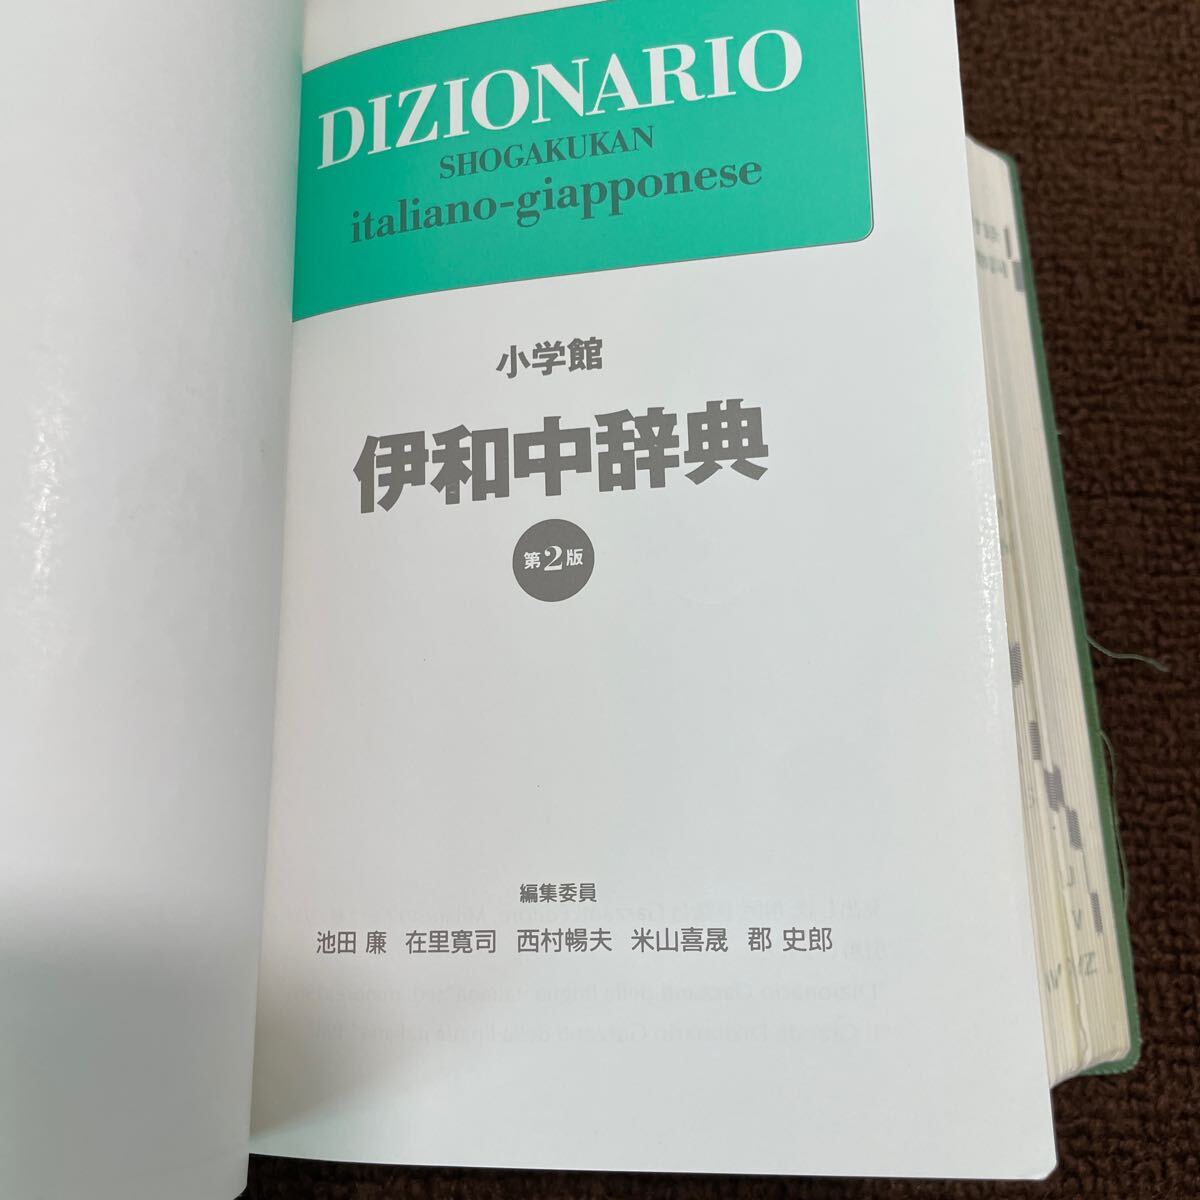 DIZIONARIO
SHOGAKUKAN
italiano-giapponese
小学館
伊和中辞典
第2版
編集委員
池田 廉 在里寛司 西村暢夫 米山喜晟 郡 史郎